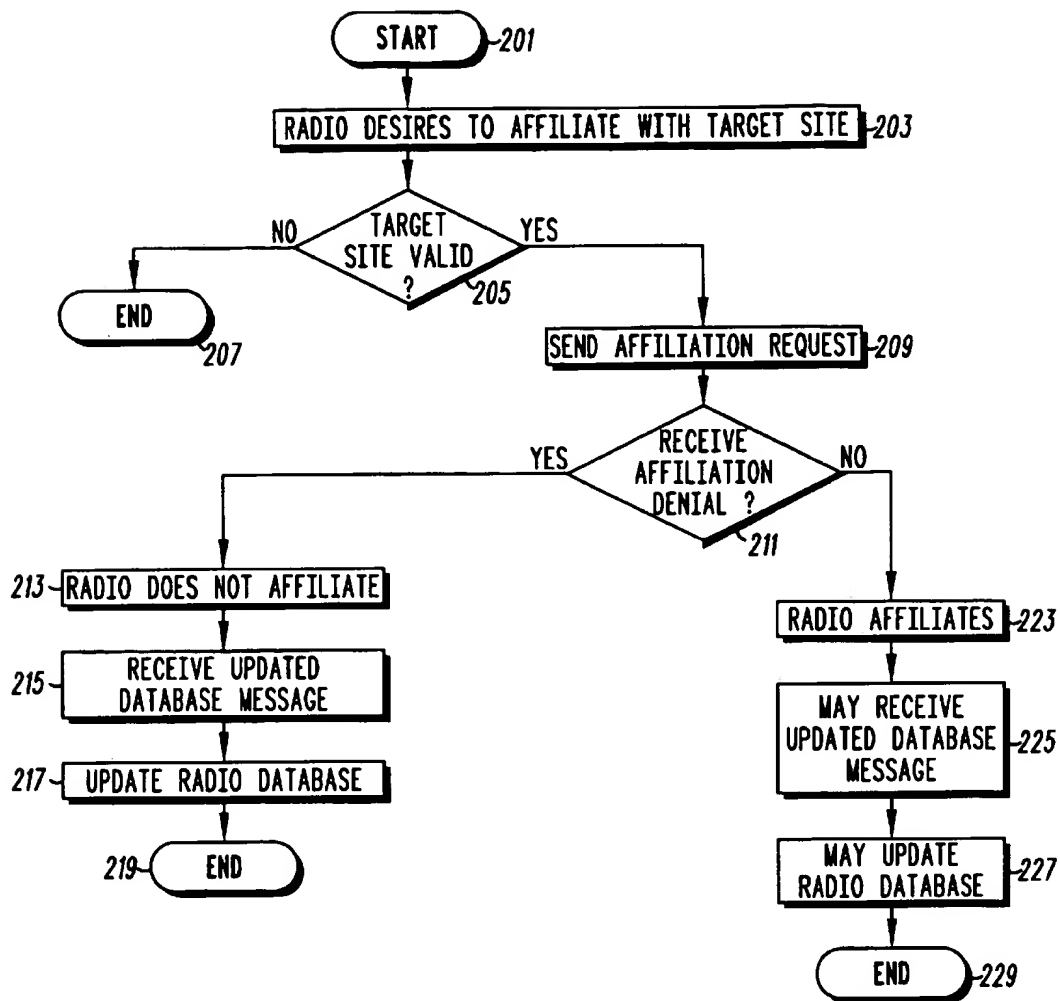 START
201
RADIO DESIRES TO AFFILIATE WITH TARGET SITE
203
NO
TARGET
SITE VALID
?
YES
205
END
207
SEND AFFILIATION REQUEST
209
YES
RECEIVE
AFFILIATION
DENIAL ?
NO
211
213
RADIO DOES NOT AFFILIATE
RADIO AFFILIATES
223
215
RECEIVE UPDATED
DATABASE MESSAGE
MAY RECEIVE
UPDATED DATABASE
MESSAGE
225
217
UPDATE RADIO DATABASE
219
END
MAY UPDATE
RADIO DATABASE
227
END
229